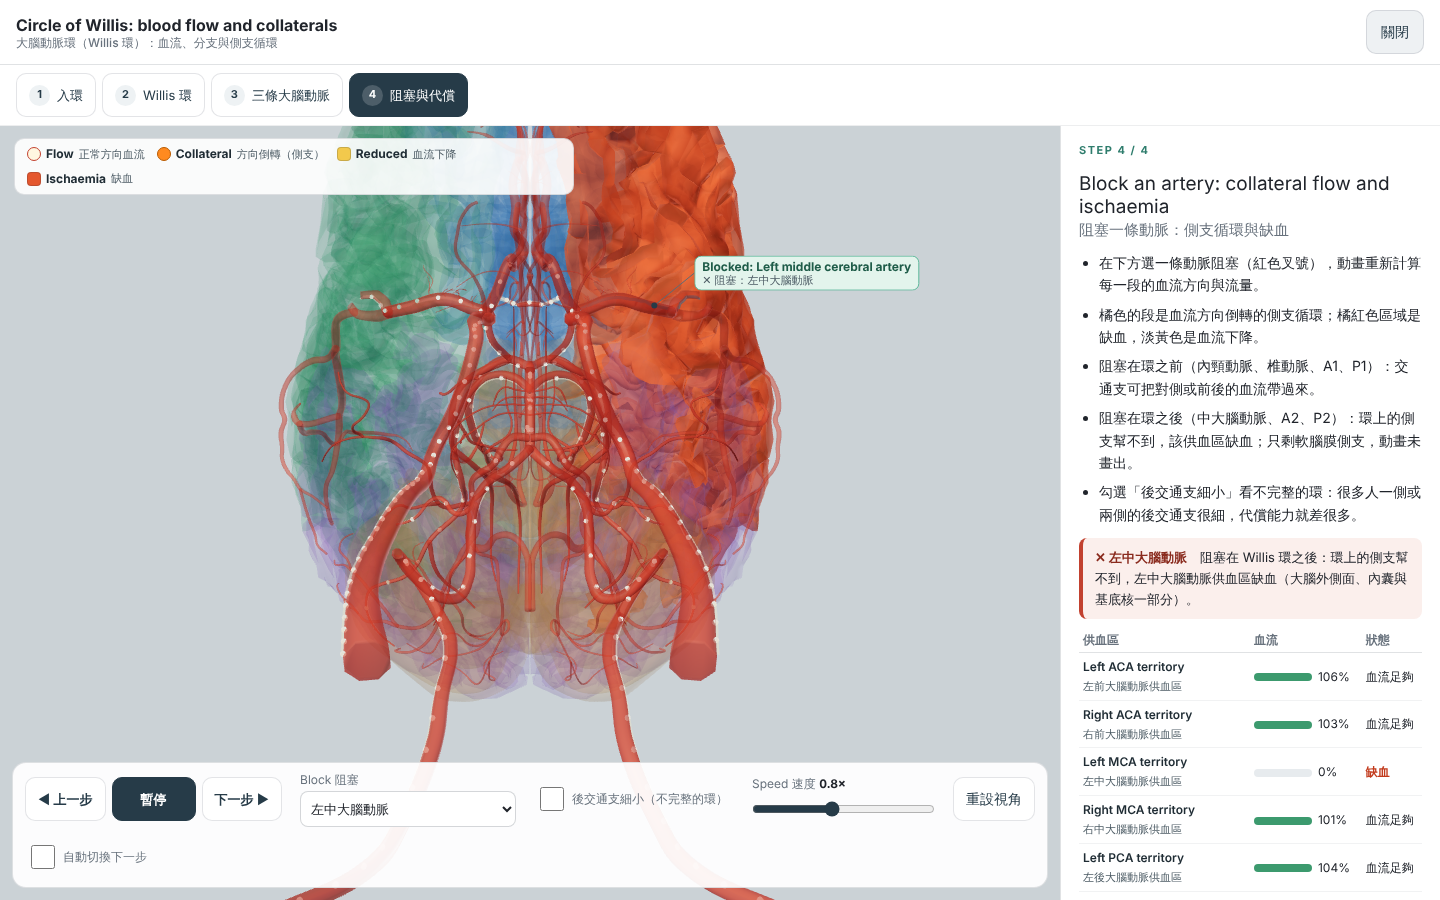 Circle of Willis: blood flow and collaterals
大腦動脈環（Willis 環）：血流、分支與側支循環
關閉
1 入環
2 Willis 環
3 三條大腦動脈
4 阻塞與代償
Flow 正常方向血流 Collateral 方向倒轉（側支） Reduced 血流下降
Ischaemia 缺血
Blocked: Left middle cerebral artery
✕ 阻塞：左中大腦動脈
◀ 上一步
暫停
下一步 ▶
Block 阻塞
左中大腦動脈
後交通支細小（不完整的環）
Speed 速度 0.8×
重設視角
自動切換下一步
STEP 4 / 4
Block an artery: collateral flow and
ischaemia
阻塞一條動脈：側支循環與缺血
• 在下方選一條動脈阻塞（紅色叉號），動畫重新計算
每一段的血流方向與流量。
• 橘色的段是血流方向倒轉的側支循環；橘紅色區域是
缺血，淡黃色是血流下降。
• 阻塞在環之前（內頸動脈、椎動脈、A1、P1）：交
通支可把對側或前後的血流帶過來。
• 阻塞在環之後（中大腦動脈、A2、P2）：環上的側
支幫不到，該供血區缺血；只剩軟腦膜側支，動畫未
畫出。
• 勾選「後交通支細小」看不完整的環：很多人一側或
兩側的後交通支很細，代償能力就差很多。
✕ 左中大腦動脈 阻塞在 Willis 環之後：環上的側支幫
不到，左中大腦動脈供血區缺血（大腦外側面、內囊與
基底核一部分）。
供血區 血流 狀態
Left ACA territory
左前大腦動脈供血區
106% 血流足夠
Right ACA territory
右前大腦動脈供血區
103% 血流足夠
Left MCA territory
左中大腦動脈供血區
0% 缺血
Right MCA territory
右中大腦動脈供血區
101% 血流足夠
Left PCA territory
左後大腦動脈供血區
104% 血流足夠